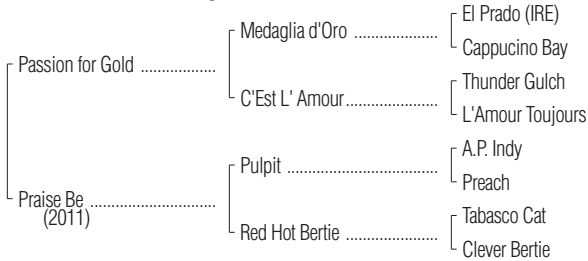 El Prado (IRE)
Medaglia d'Oro ....................
Cappucino Bay
Passion for Gold ..................
Thunder Gulch
C'Est L' Amour......................
L'Amour Toujours
A.P. Indy
Pulpit ....................................
Preach
Praise Be ..............................
(2011)
Tabasco Cat
Red Hot Bertie ......................
Clever Bertie